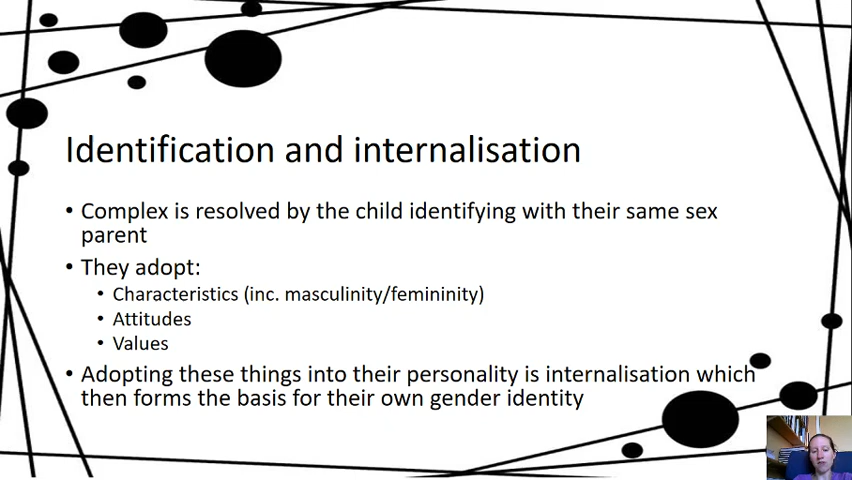 Identification and internalisation
• Complex is resolved by the child identifying with their same sex
parent
• They adopt:
• Characteristics (inc. masculinity/femininity)
• Attitudes
• Values
• Adopting these things into their personality is internalisation which
then forms the basis for their own gender identity